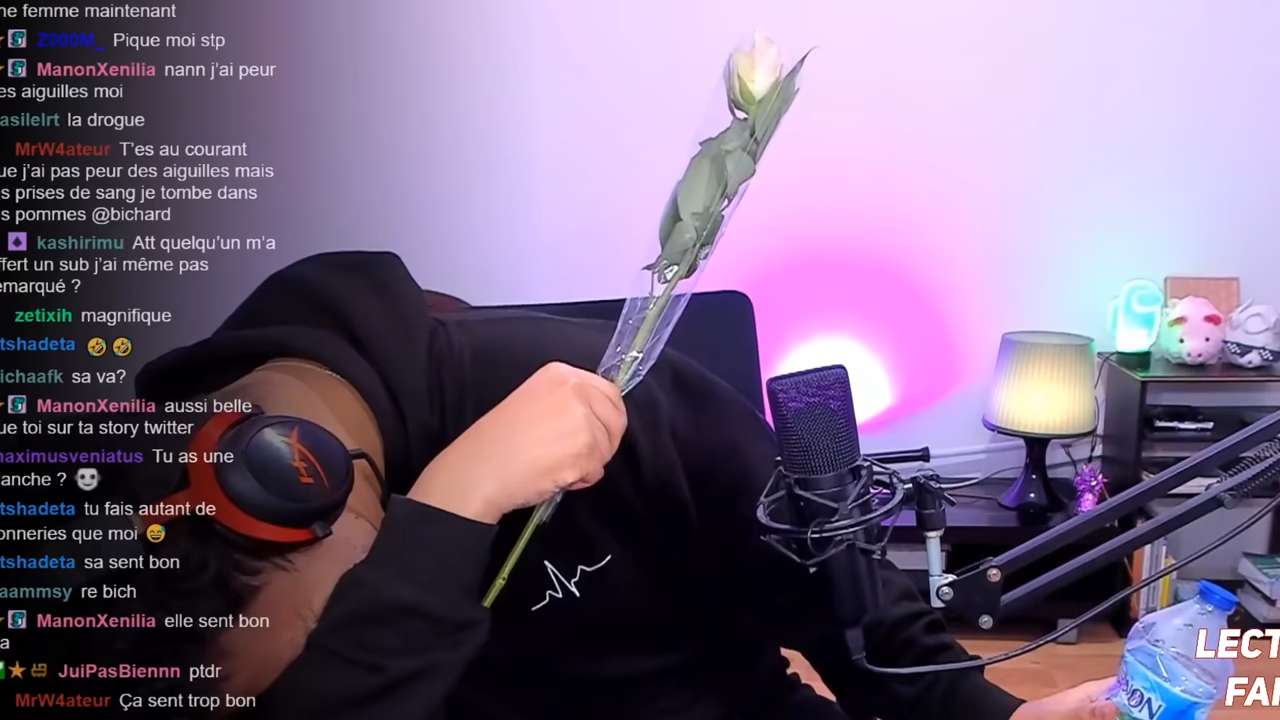 ne femme maintenant
Z000M_ Pique moi stp
ManonXenilia nann j'ai peur
es aiguilles moi
asilelrt la drogue
MrW4ateur T'es au courant
ue j'ai pas peur des aiguilles mais
s prises de sang je tombe dans
es pommes @bichard
kashirimu Att quelqu'un m'a
ffert un sub j'ai même pas
emarqué ?
zetixih magnifique
tshadeta
ichaafk sa va?
ManonXenilia aussi belle
ue toi sur ta story twitter
maximusveniatus Tu as une
lanche ?
tshadeta tu fais autant de
onneries que moi
tshadeta sa sent bon
aammsy re bich
ManonXenilia elle sent bon
a
JuiPasBiennn ptdr
MrW4ateur Ça sent trop bon
LECT
FAI